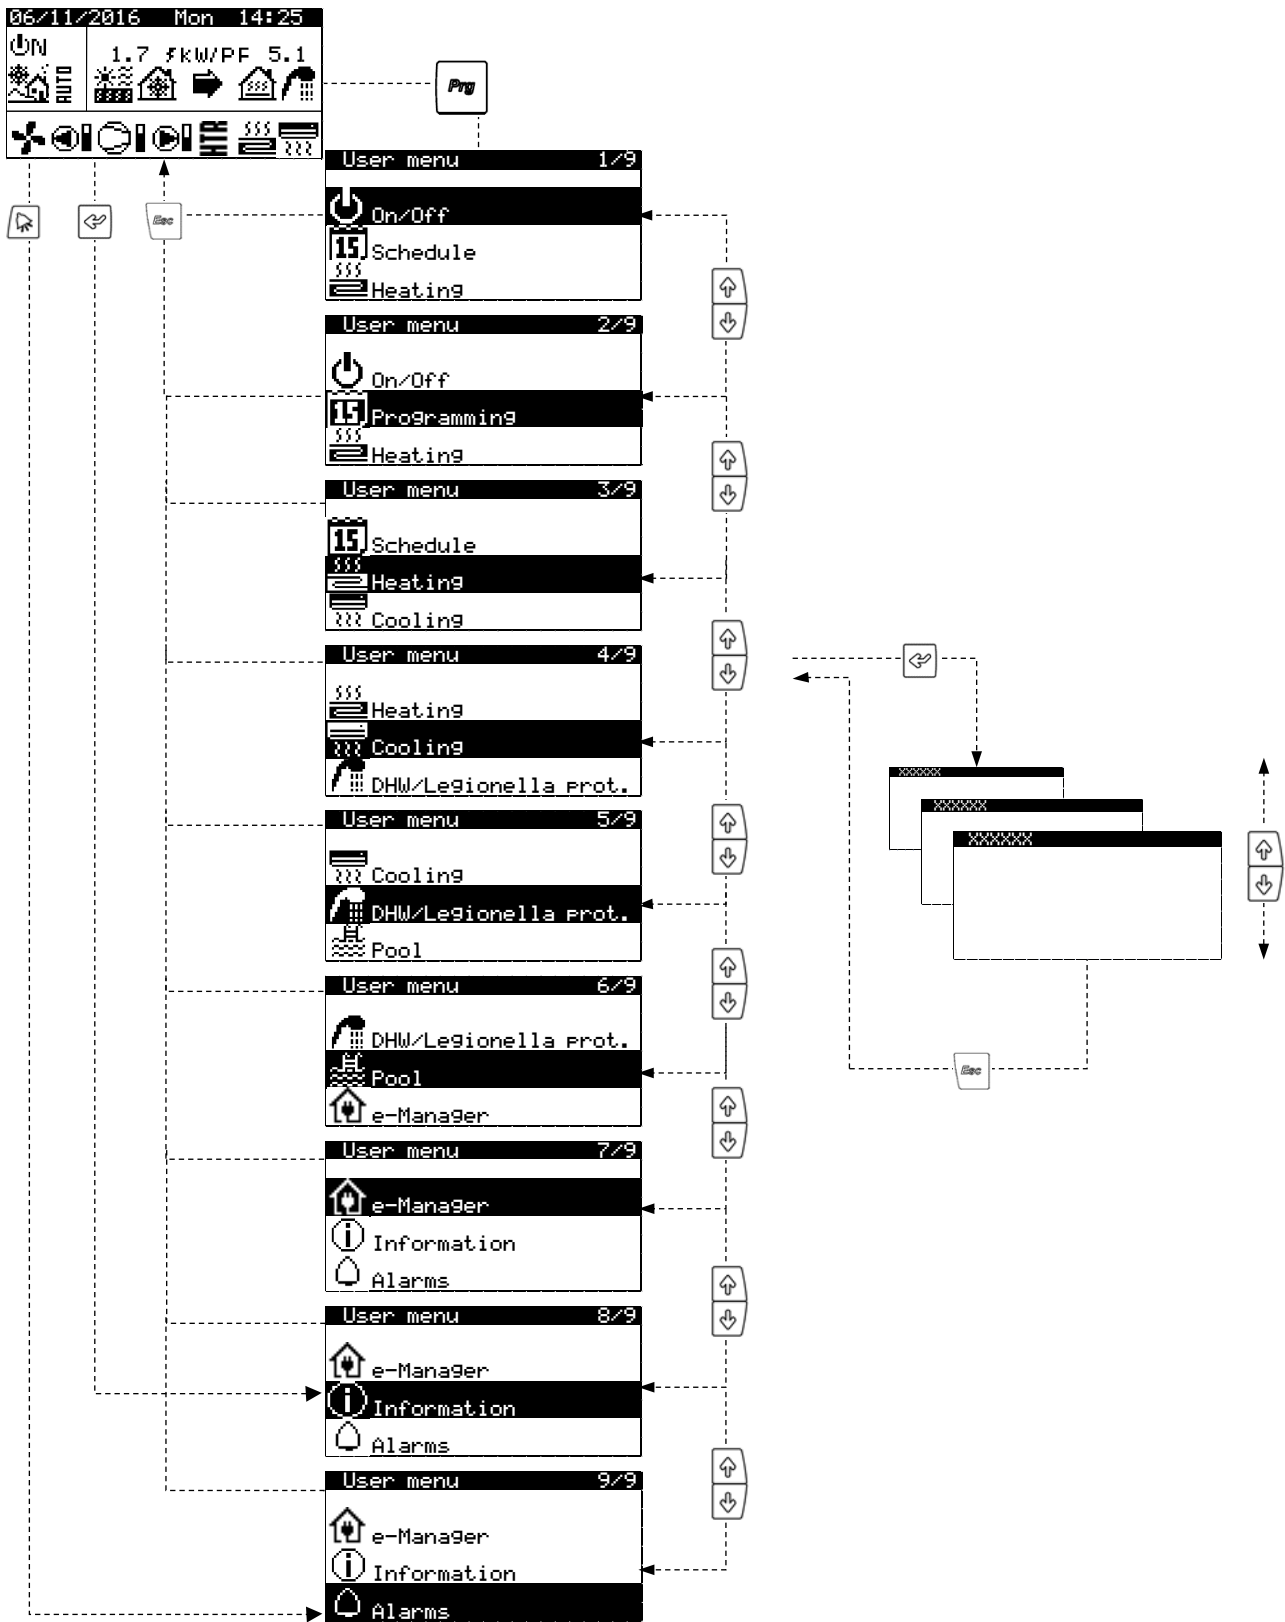 06/11/2016 Mon 14:25
ON
1.7 kW/PF 5.1
AUTO
HTR
Prg
Esc
User menu 1/9
On/Off
15 Schedule
Heating
User menu 2/9
On/Off
15 Programming
Heating
User menu 3/9
15 Schedule
Heating
Cooling
User menu 4/9
Heating
Cooling
DHW/Legionella prot.
User menu 5/9
Cooling
DHW/Legionella prot.
Pool
User menu 6/9
DHW/Legionella prot.
Pool
e-Manager
User menu 7/9
e-Manager
i Information
Alarms
User menu 8/9
e-Manager
i Information
Alarms
User menu 9/9
e-Manager
i Information
Alarms
XXXXXX
XXXXXX
XXXXXX
Esc